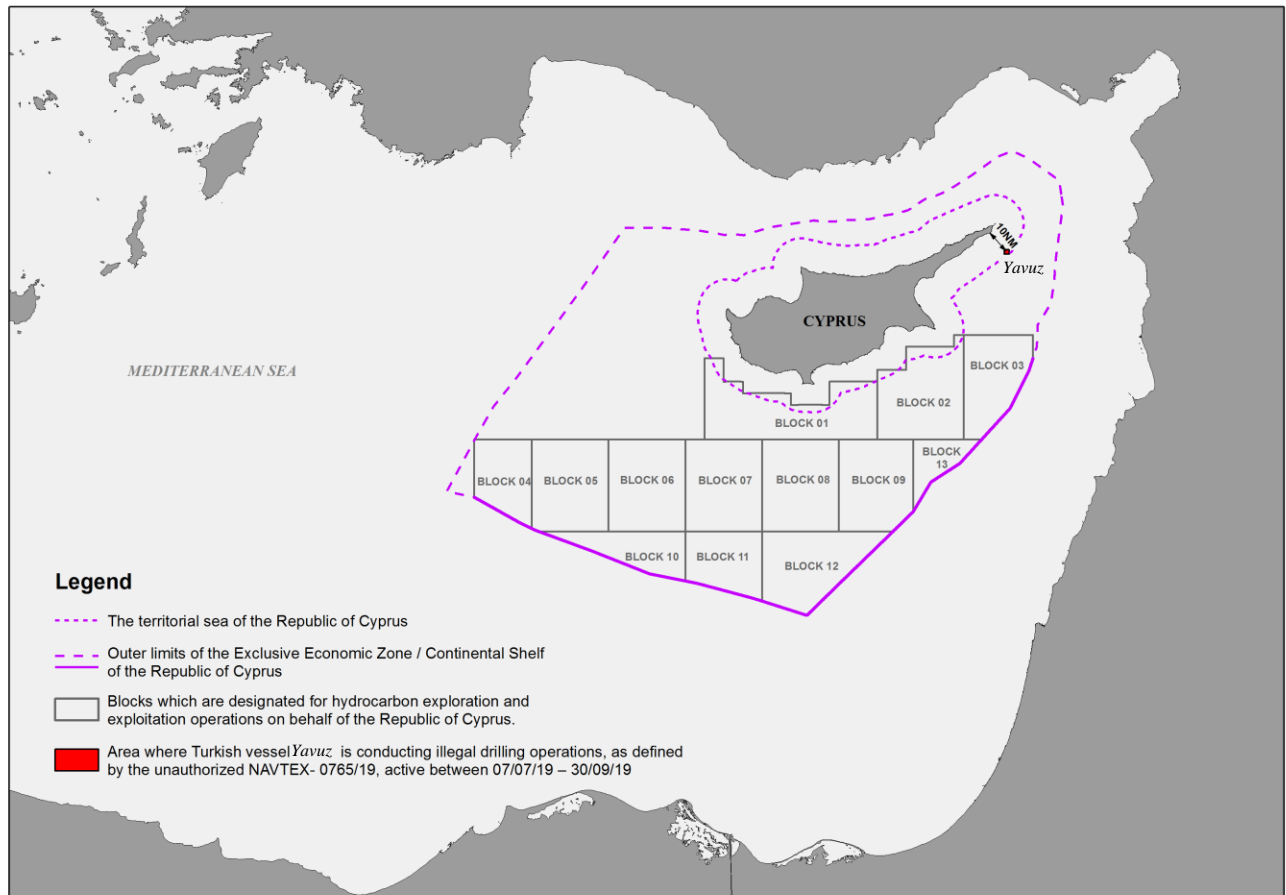 10NM
Yavuz
CYPRUS
MEDITERRANEAN SEA
BLOCK 03
BLOCK 02
BLOCK 01
BLOCK 13
BLOCK 04
BLOCK 05
BLOCK 06
BLOCK 07
BLOCK 08
BLOCK 09
BLOCK 10
BLOCK 11
BLOCK 12
Legend
The territorial sea of the Republic of Cyprus
Outer limits of the Exclusive Economic Zone / Continental Shelf
of the Republic of Cyprus
Blocks which are designated for hydrocarbon exploration and
exploitation operations on behalf of the Republic of Cyprus.
Area where Turkish vessel Yavuz is conducting illegal drilling operations, as defined
by the unauthorized NAVTEX- 0765/19, active between 07/07/19 – 30/09/19